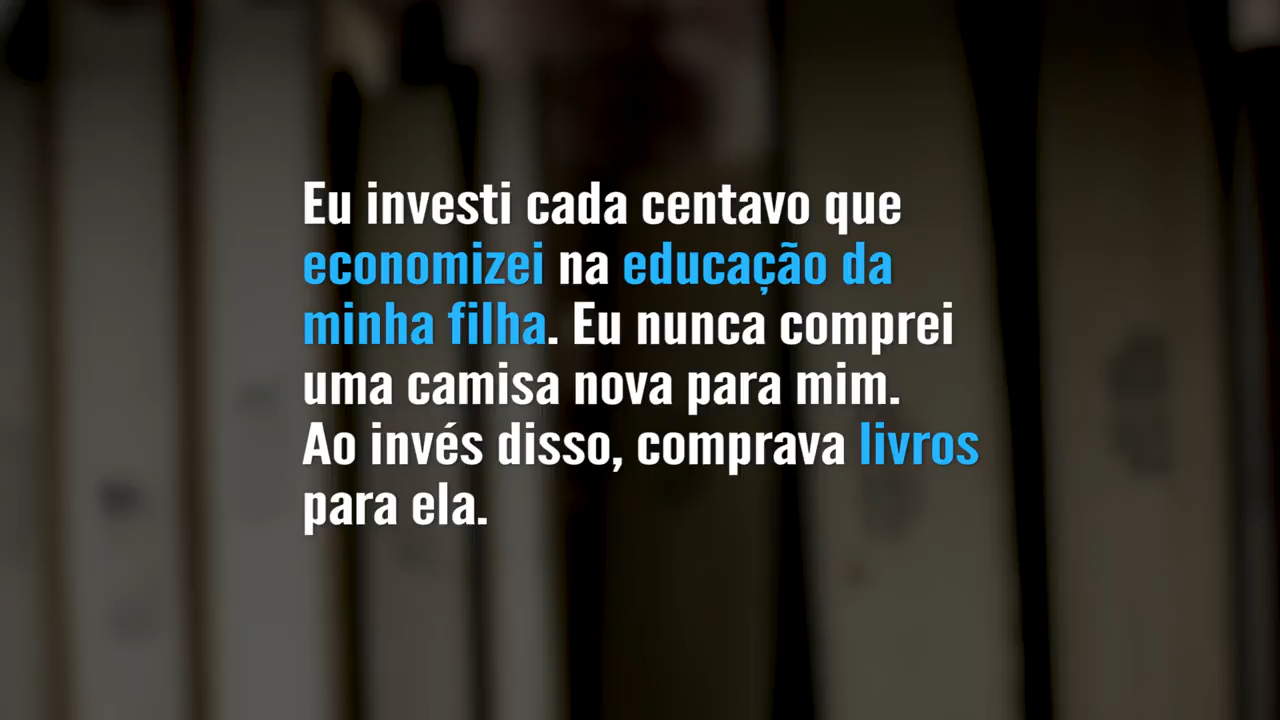 Eu investi cada centavo que
economizei na educação da
minha filha. Eu nunca comprei
uma camisa nova para mim.
Ao invés disso, comprava livros
para ela.